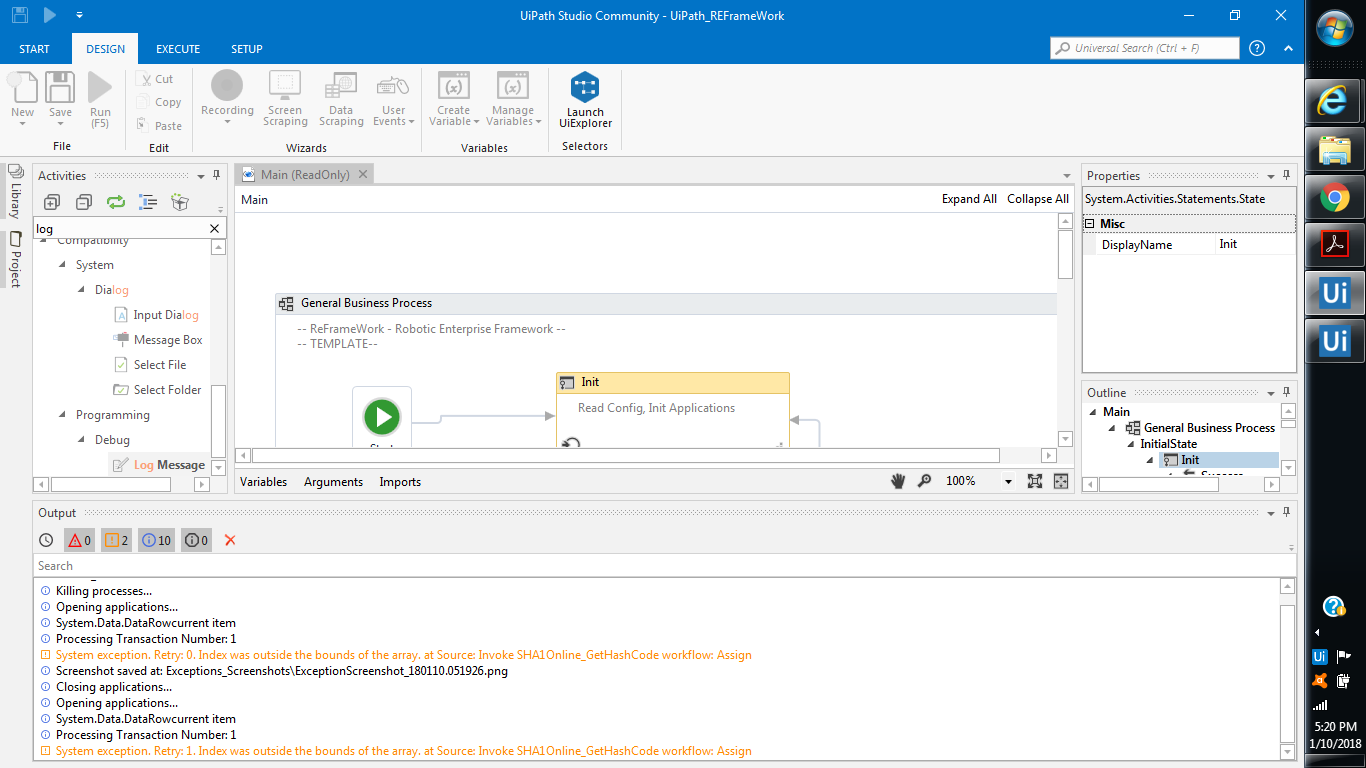 UiPath Studio Community - UiPath_REFrameWork
START DESIGN EXECUTE SETUP
Universal Search (Ctrl + F)
New Save Run (F5)
File
Cut
Copy
Paste
Edit
Recording Screen Scraping Data Scraping User Events
Wizards
Create Variable Manage Variables
Variables
Launch UiExplorer
Selectors
Library
Project
Activities
log
Compatibility
System
Dialog
Input Dialog
Message Box
Select File
Select Folder
Programming
Debug
Log Message
Main (ReadOnly)
Main Expand All Collapse All
General Business Process
-- ReFrameWork - Robotic Enterprise Framework --
-- TEMPLATE--
Init
Read Config, Init Applications
Variables Arguments Imports 100%
Properties
System.Activities.Statements.State
Misc
DisplayName Init
Outline
Main
General Business Process
InitialState
Init
Output
0 2 10 0
Search
Killing processes...
Opening applications...
System.Data.DataRowcurrent item
Processing Transaction Number: 1
System exception. Retry: 0. Index was outside the bounds of the array. at Source: Invoke SHA1Online_GetHashCode workflow: Assign
Screenshot saved at: Exceptions_Screenshots\ExceptionScreenshot_180110.051926.png
Closing applications...
Opening applications...
System.Data.DataRowcurrent item
Processing Transaction Number: 1
System exception. Retry: 1. Index was outside the bounds of the array. at Source: Invoke SHA1Online_GetHashCode workflow: Assign
Ui
Ui
Ui
5:20 PM
1/10/2018